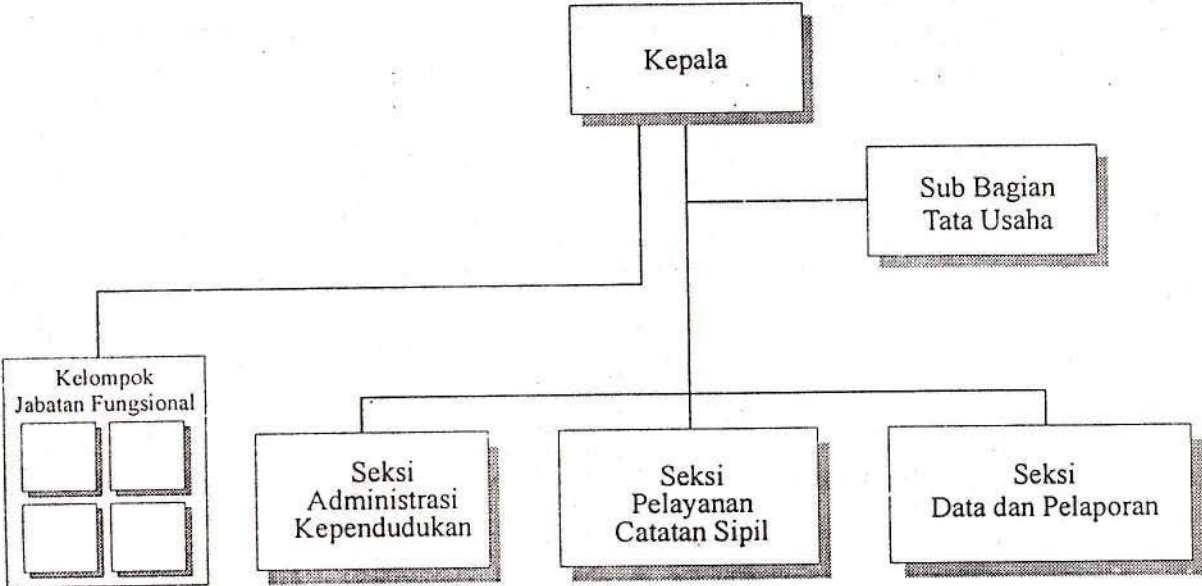 Kepala
Sub Bagian
Tata Usaha
Kelompok
Jabatan Fungsional
Seksi
Administrasi
Kependudukan
Seksi
Pelayanan
Catatan Sipil
Seksi
Data dan Pelaporan